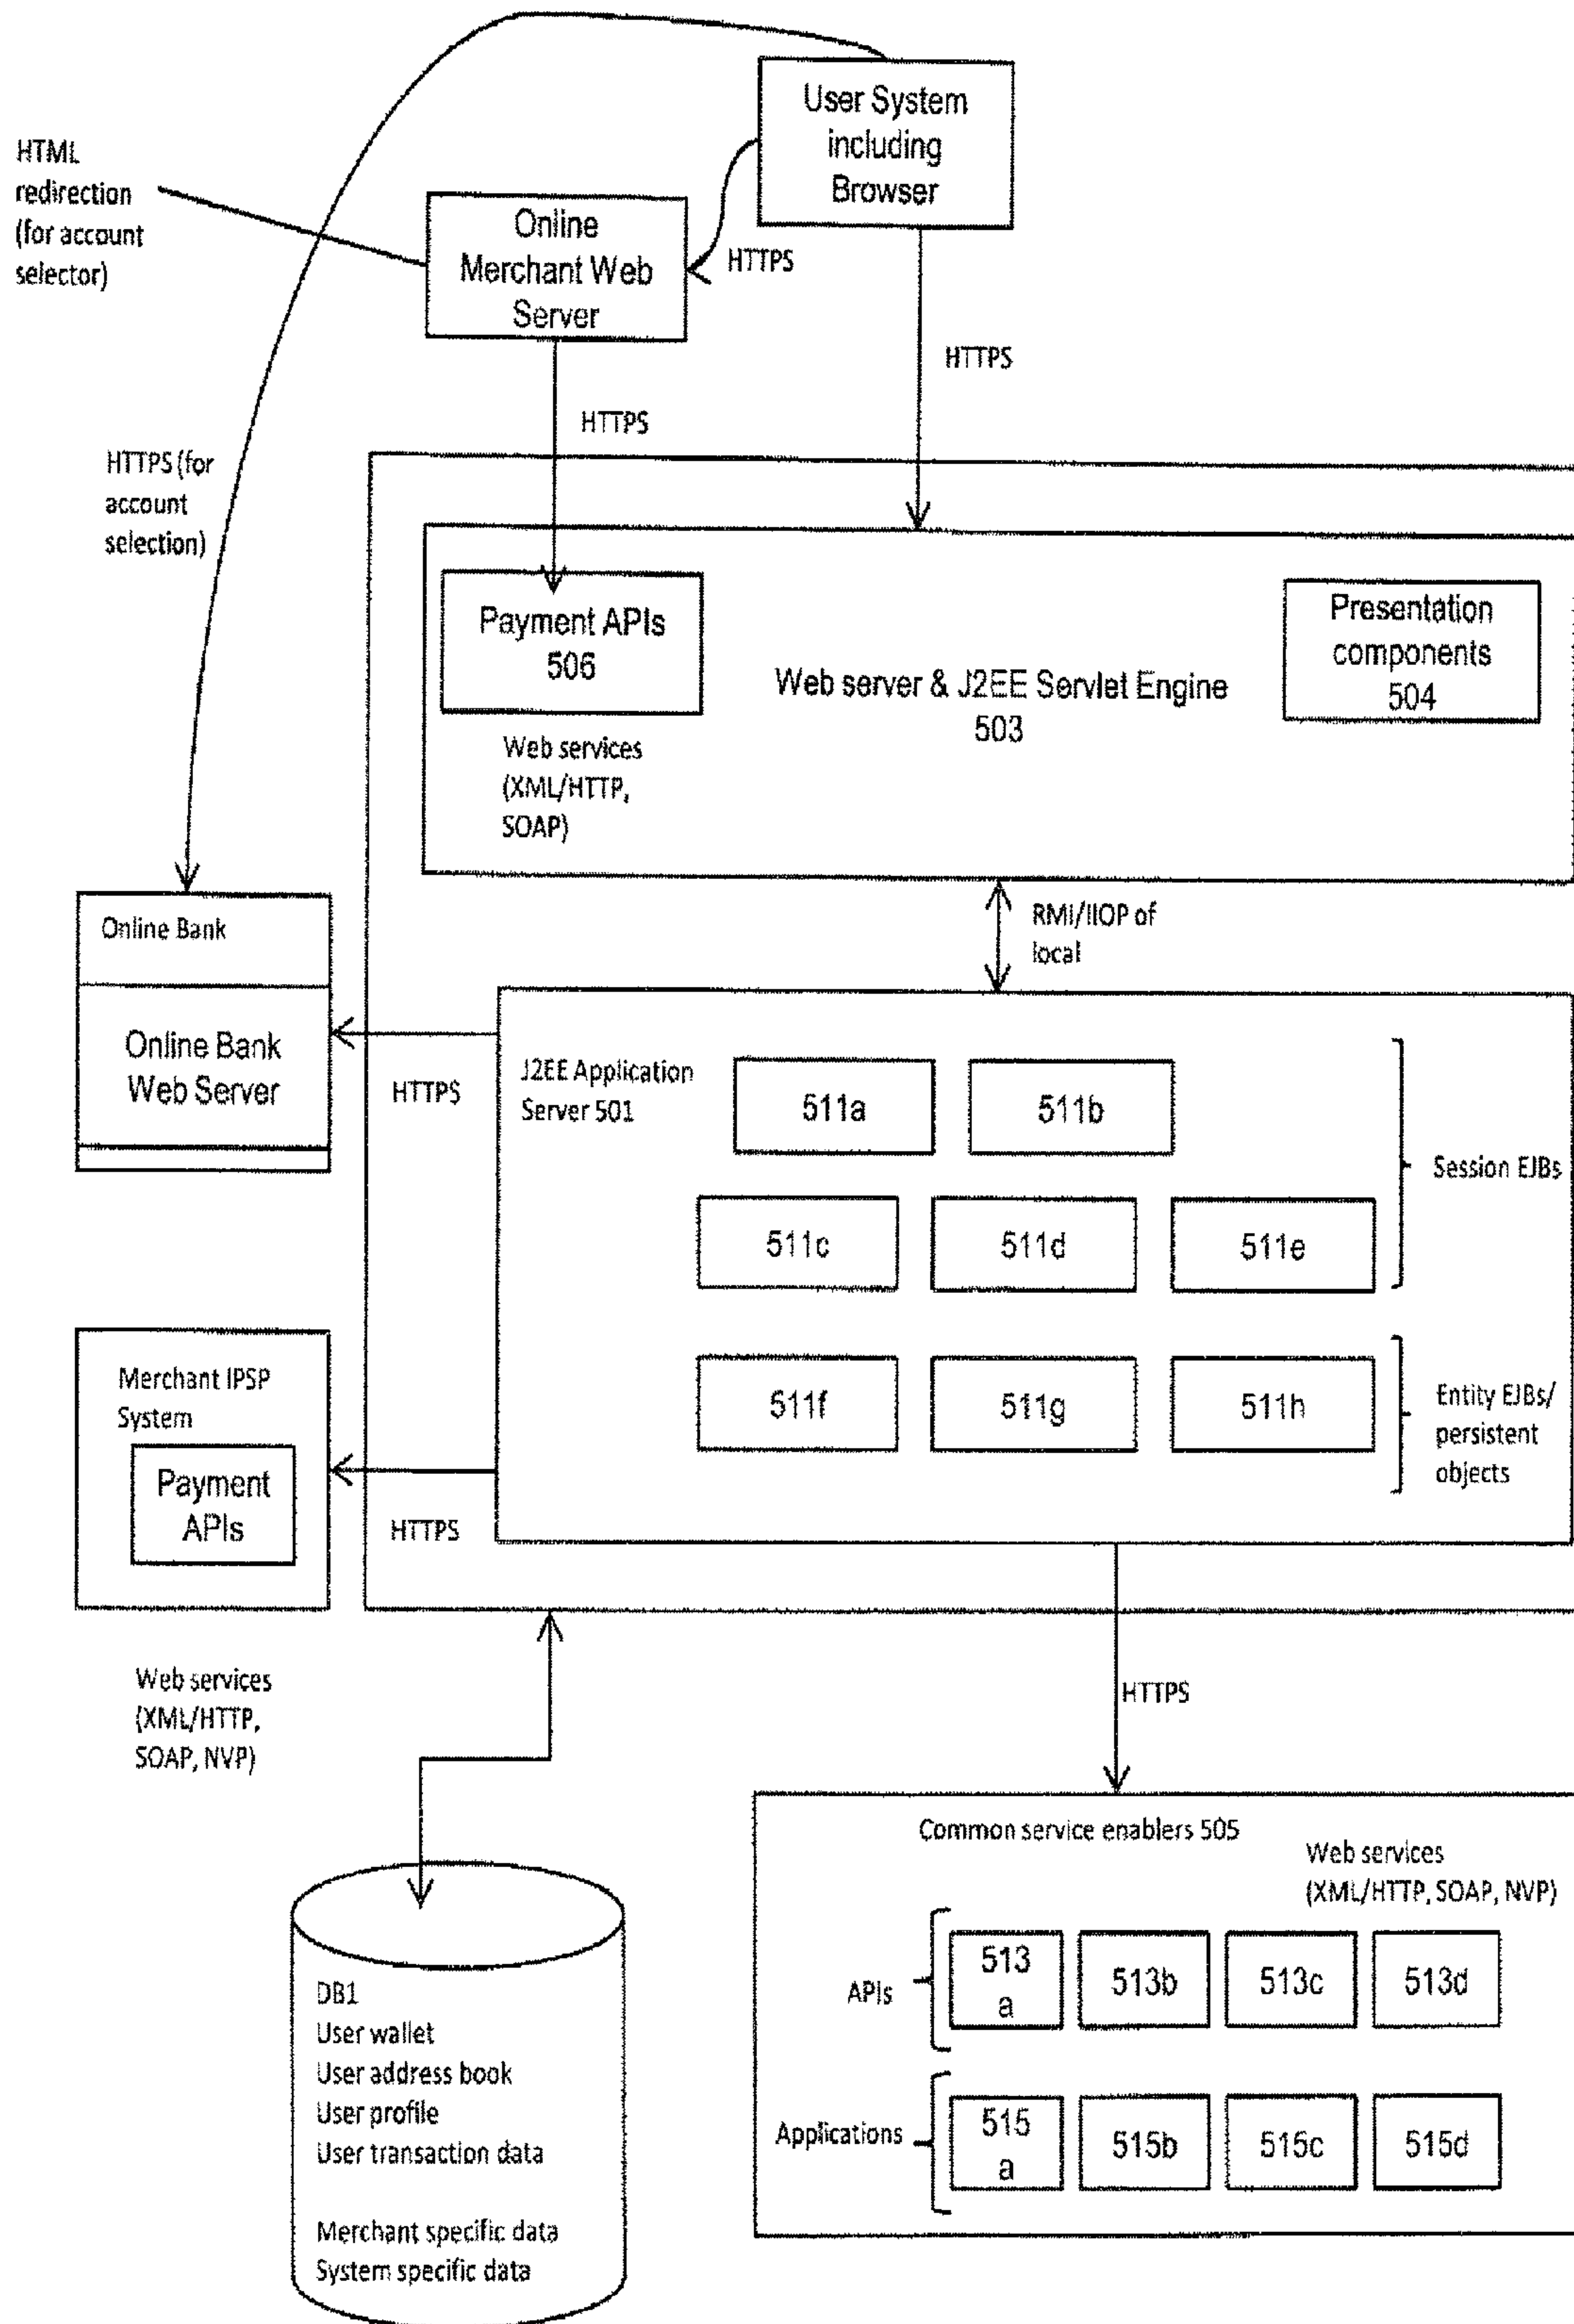 User System
including
Browser
HTML
redirection
(for account
selector)
Online
Merchant Web
Server
HTTPS
HTTPS
HTTPS
HTTPS (for
account
selection)
Payment APIs
506
Presentation
components
504
Web server & J2EE Servlet Engine
503
Web services
(XML/HTTP,
SOAP)
Online Bank
RMI/IIOP of
local
Online Bank
Web Server
HTTPS
J2EE Application
Server 501
511a
511b
Session EJBs
511c
511d
511e
Merchant IPSP
System
Payment
APIs
HTTPS
511f
511g
511h
Entity EJBs/
persistent
objects
Web services
(XML/HTTP,
SOAP, NVP)
HTTPS
Common service enablers 505
Web services
(XML/HTTP, SOAP, NVP)
APIs
513
a
513b
513c
513d
Applications
515
a
515b
515c
515d
DB1
User wallet
User address book
User profile
User transaction data
Merchant specific data
System specific data